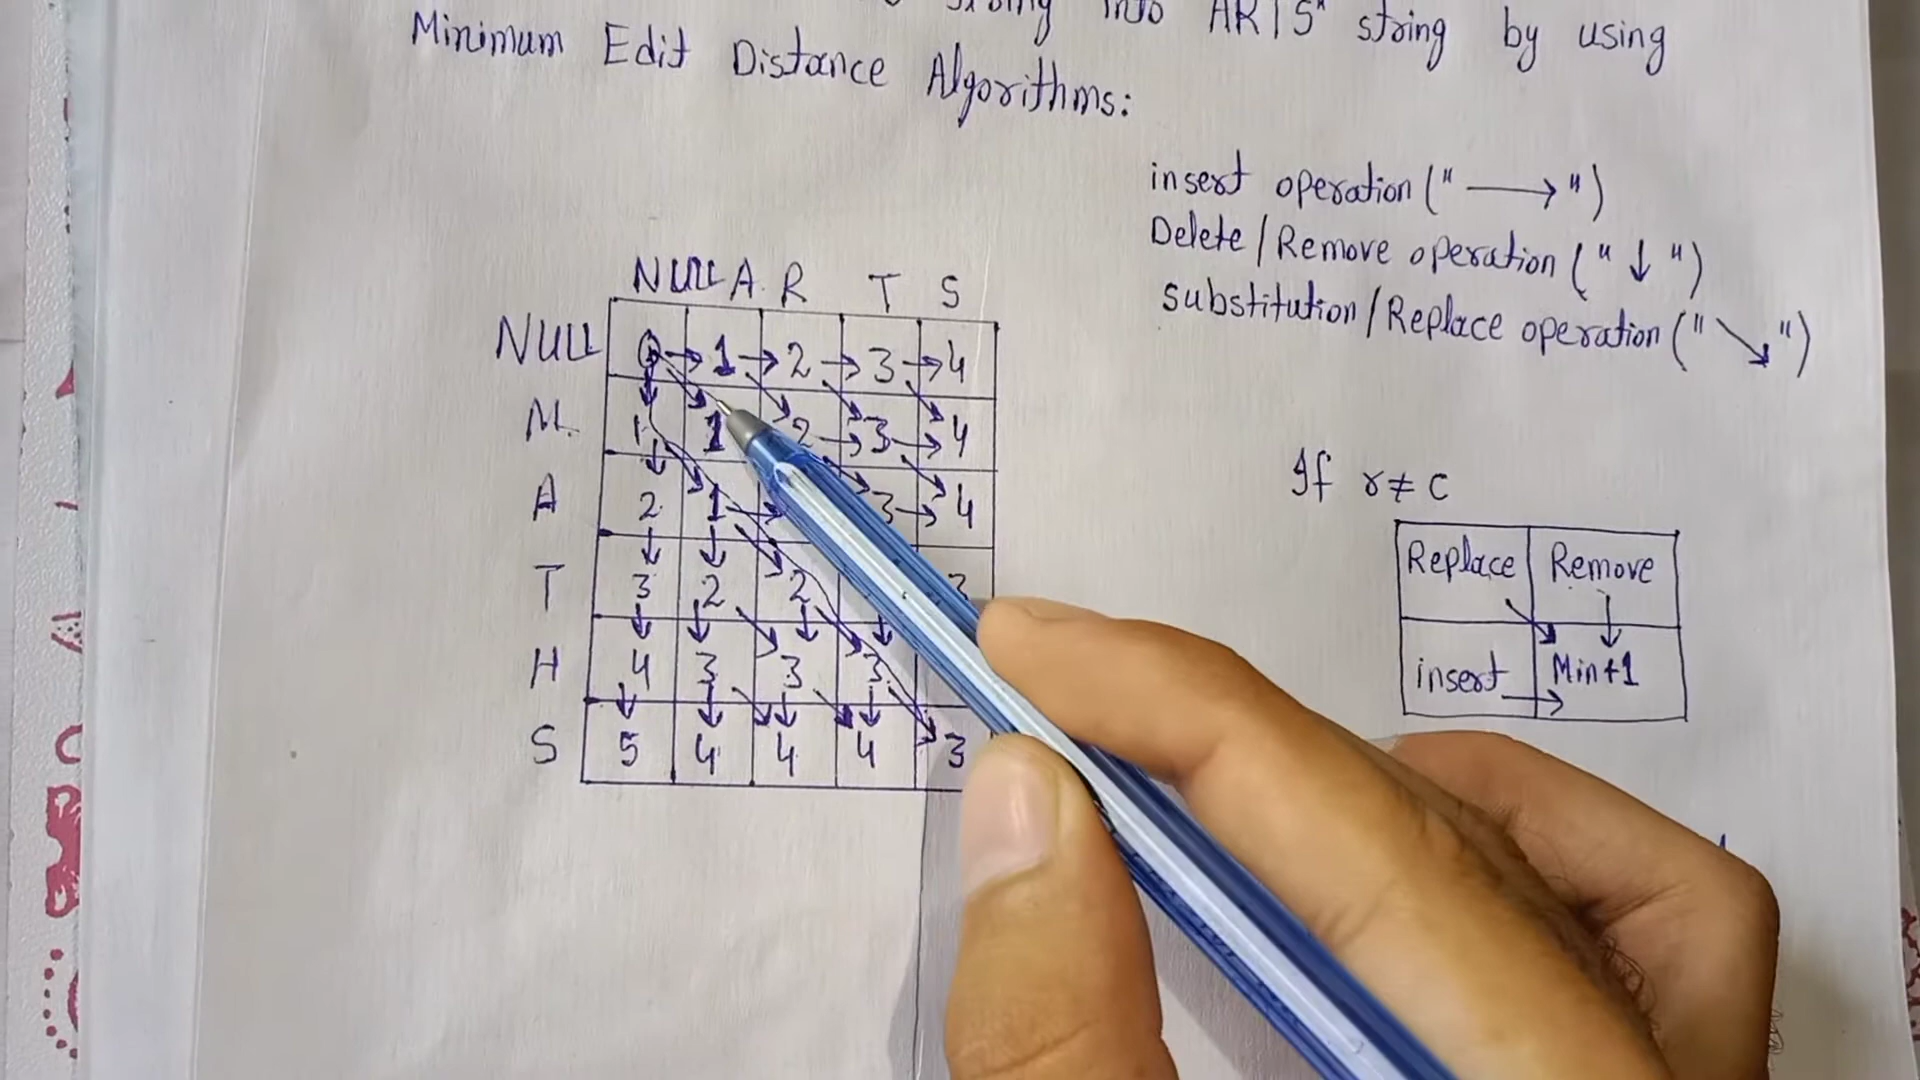 string into ARTS" string by using
Minimum Edit Distance Algorithms:
insert operation ("⟶")
Delete/Remove operation ("↓")
substitution/Replace operation ("↘")
NULL A R T S
NULL 0 → 1 → 2 → 3 → 4
M 1 1 2 → 3 → 4
A 2 1 → 3 → 4
T 3 2 2 3
H 4 3 3 3
S 5 4 4 4 3
If r ≠ c
Replace Remove
insert Min+1